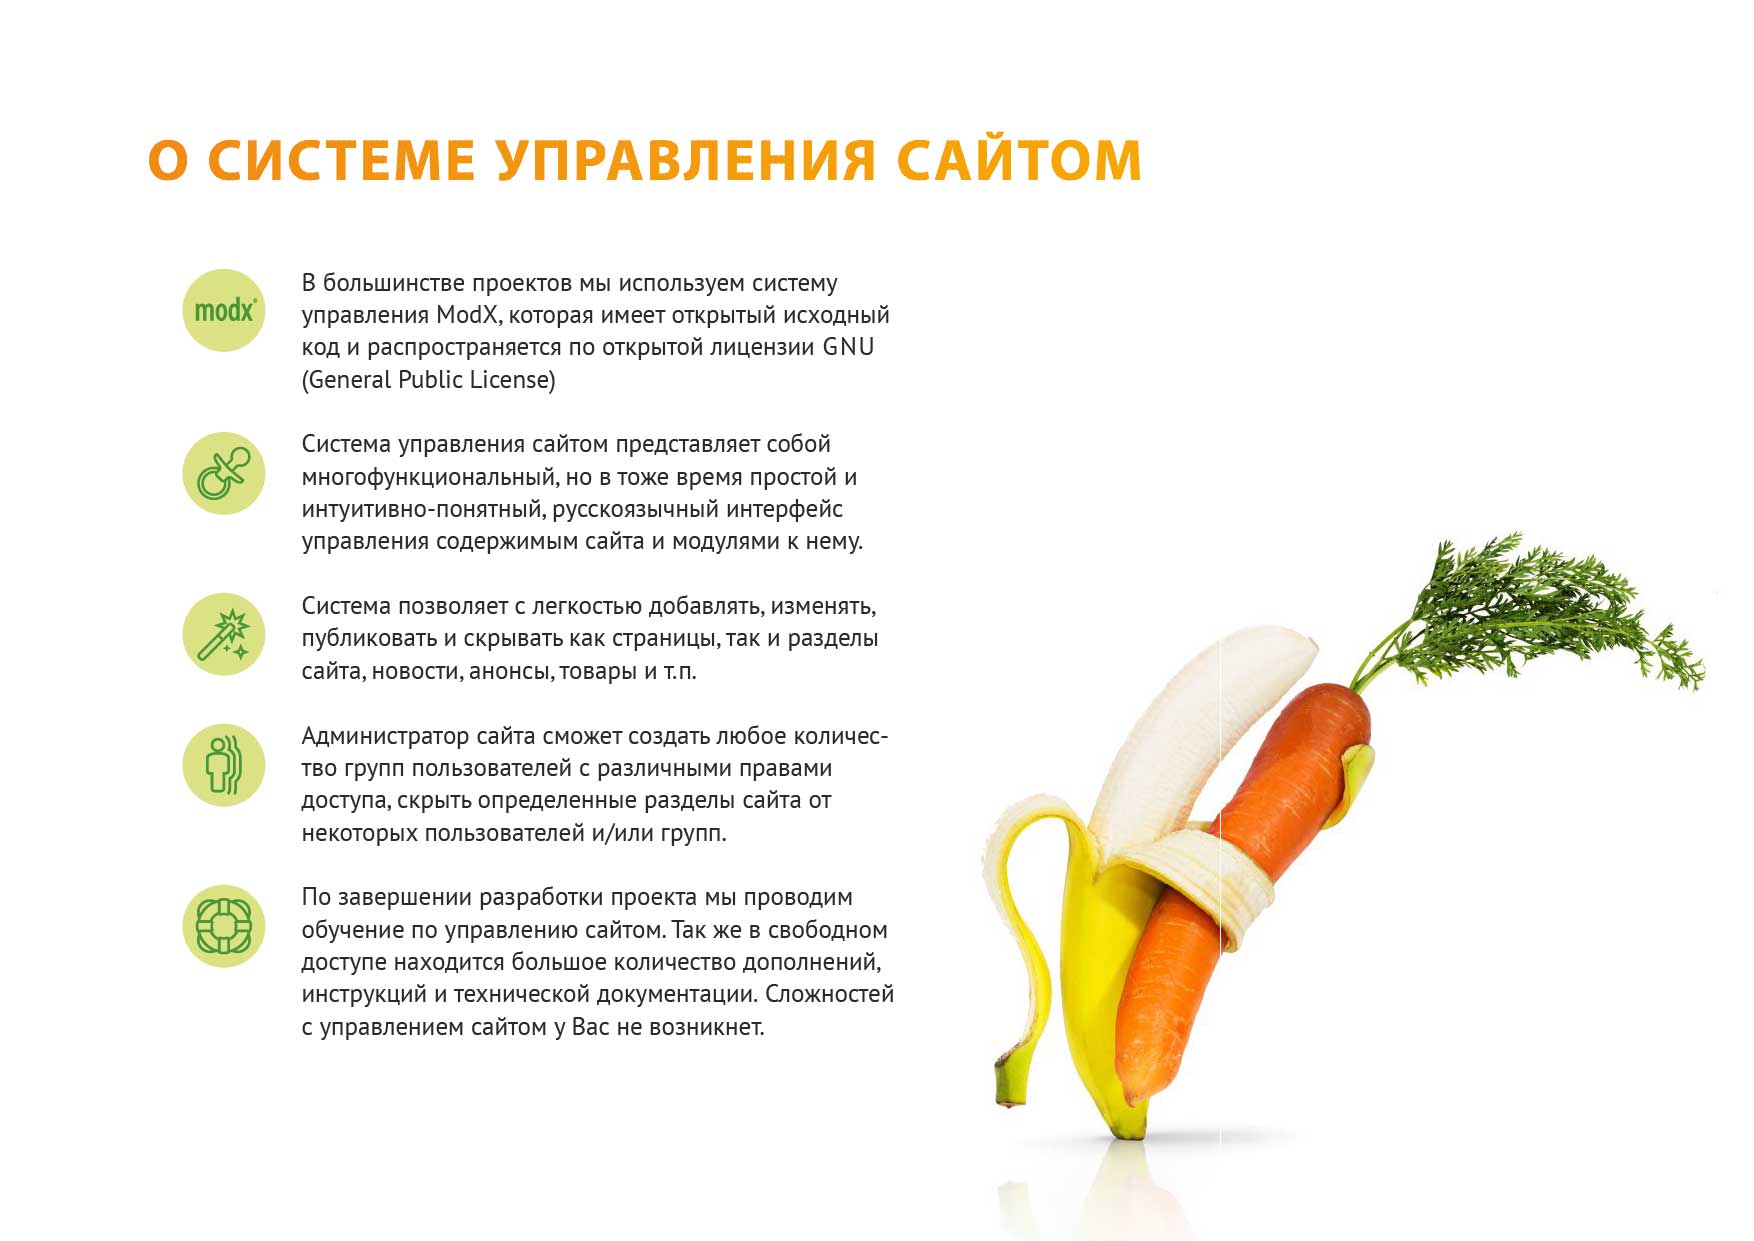 О СИСТЕМЕ УПРАВЛЕНИЯ САЙТОМ
modx®
В большинстве проектов мы используем систему
управления ModX, которая имеет открытый исходный
код и распространяется по открытой лицензии GNU
(General Public License)
Система управления сайтом представляет собой
многофункциональный, но в тоже время простой и
интуитивно-понятный, русскоязычный интерфейс
управления содержимым сайта и модулями к нему.
Система позволяет с легкостью добавлять, изменять,
публиковать и скрывать как страницы, так и разделы
сайта, новости, анонсы, товары и т.п.
Администратор сайта сможет создать любое количес-
тво групп пользователей с различными правами
доступа, скрыть определенные разделы сайта от
некоторых пользователей и/или групп.
По завершении разработки проекта мы проводим
обучение по управлению сайтом. Так же в свободном
доступе находится большое количество дополнений,
инструкций и технической документации. Сложностей
с управлением сайтом у Вас не возникнет.